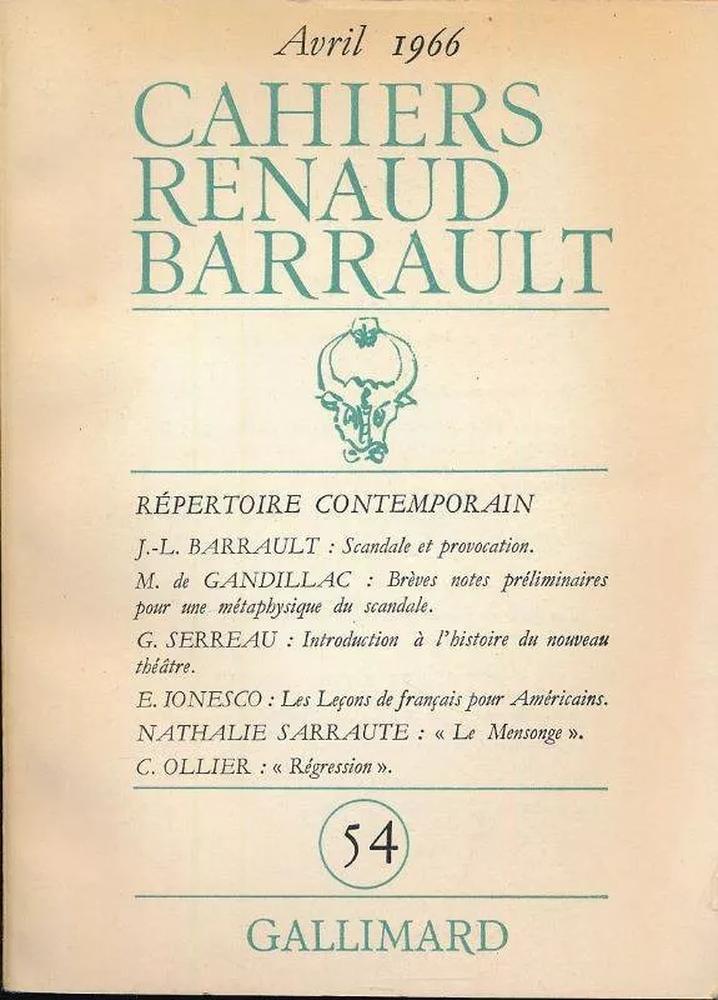 Avril 1966
CAHIERS
RENAUD
BARRAULT
RÉPERTOIRE CONTEMPORAIN
J.-L. BARRAULT : Scandale et provocation.
M. de GANDILLAC : Brèves notes préliminaires
pour une métaphysique du scandale.
G. SERREAU : Introduction à l'histoire du nouveau
théâtre.
E. IONESCO : Les Leçons de français pour Américains.
NATHALIE SARRAUTE : « Le Mensonge ».
C. OLLIER : « Régression ».
54
GALLIMARD